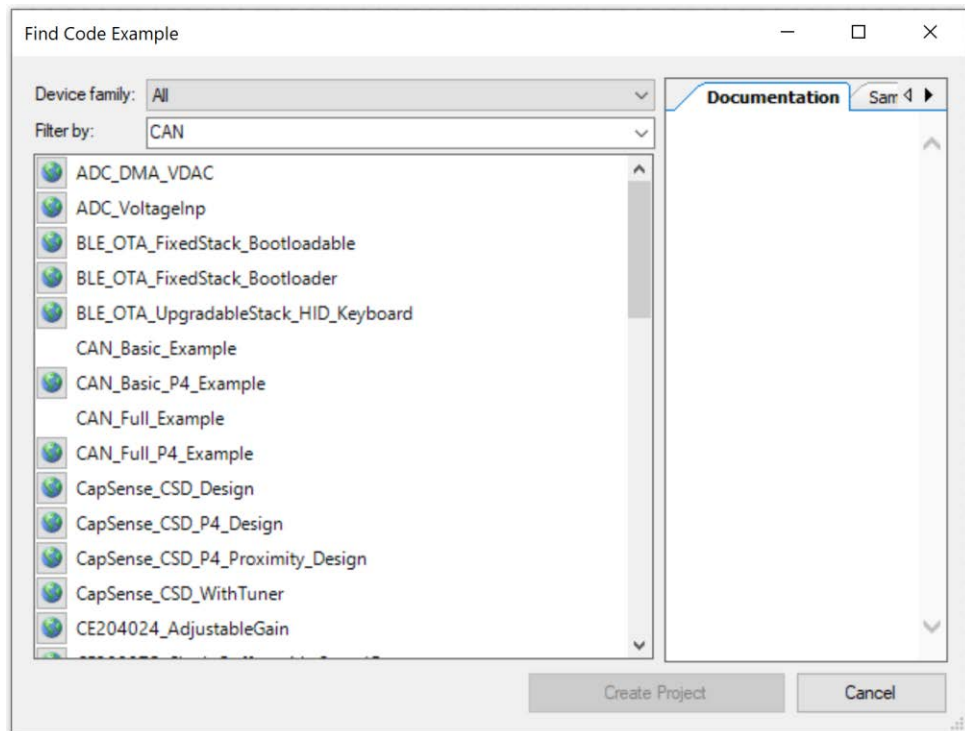 Find Code Example
Device family: All
Filter by: CAN
Documentation Sam
ADC_DMA_VDAC
ADC_VoltageInp
BLE_OTA_FixedStack_Bootloadable
BLE_OTA_FixedStack_Bootloader
BLE_OTA_UpgradableStack_HID_Keyboard
CAN_Basic_Example
CAN_Basic_P4_Example
CAN_Full_Example
CAN_Full_P4_Example
CapSense_CSD_Design
CapSense_CSD_P4_Design
CapSense_CSD_P4_Proximity_Design
CapSense_CSD_WithTuner
CE204024_AdjustableGain
Create Project Cancel